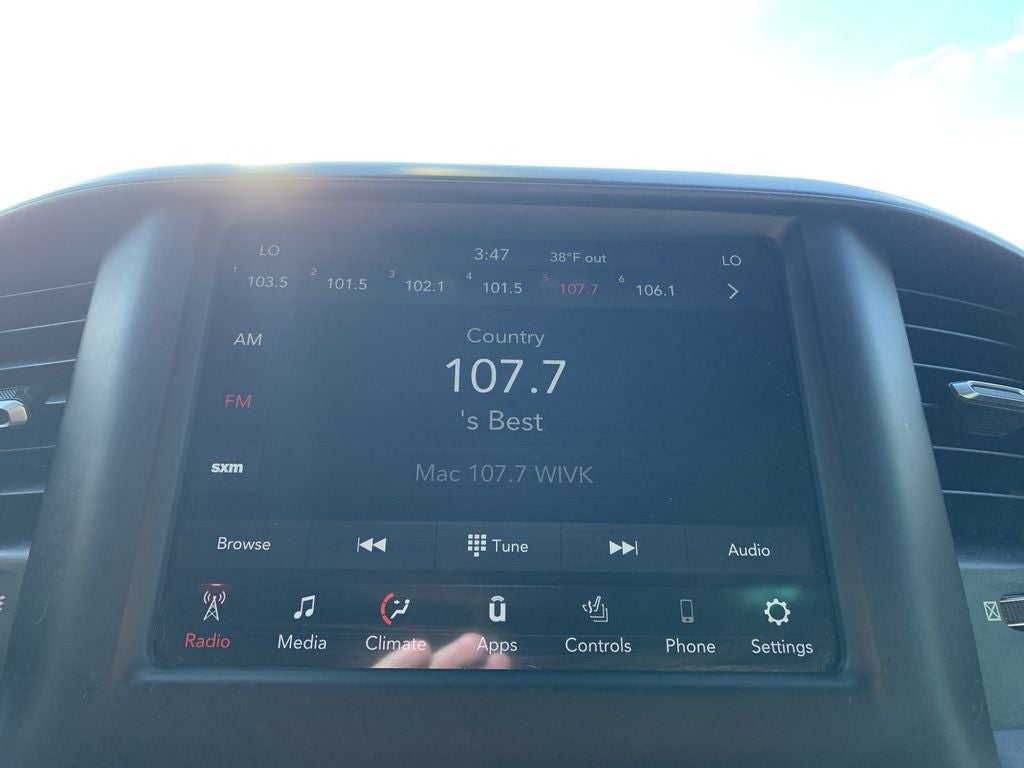 LO 3:47 38°F out LO
1 103.5 2 101.5 3 102.1 4 101.5 5 107.7 6 106.1
AM
Country
107.7
FM
's Best
sxm
Mac 107.7 WIVK
Browse Tune Audio
Radio Media Climate Apps Controls Phone Settings